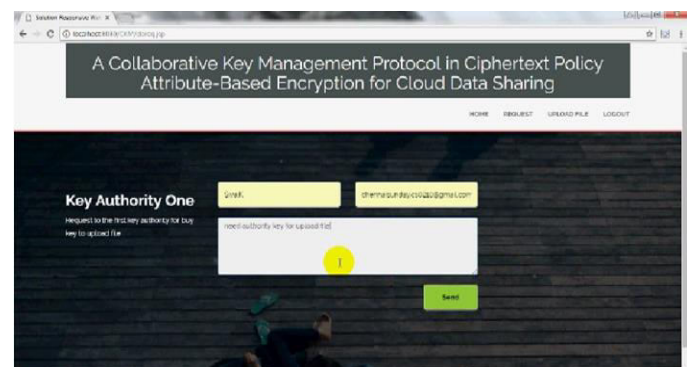 A Collaborative Key Management Protocol in Ciphertext Policy
Attribute-Based Encryption for Cloud Data
Sharing
HOME REQUEST UPLOAD FILE LOGOUT
Key Authority One
Request to the first key authority for buy
key to upload file
need authority key for upload file
Send